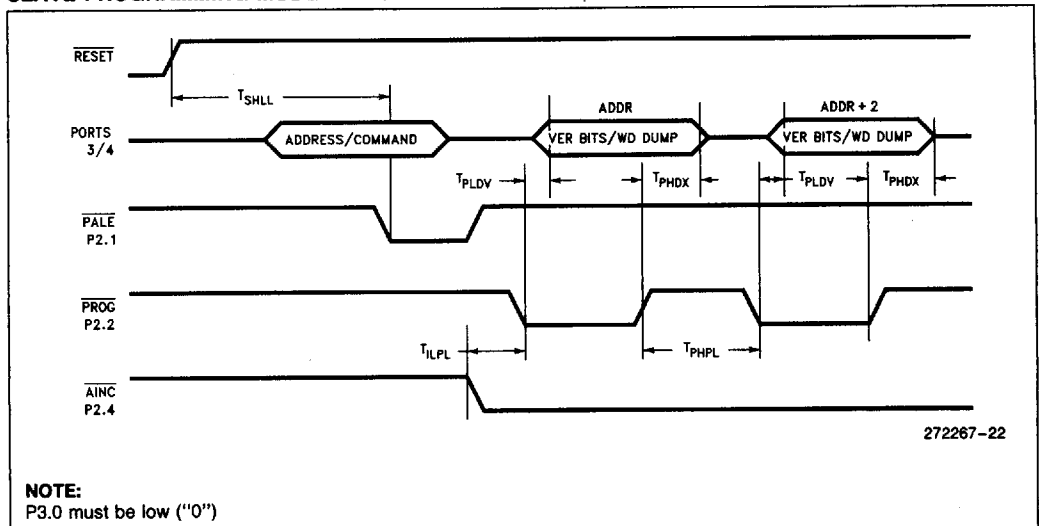 RESET
T_SHLL
ADDR
ADDR + 2
PORTS
3/4
ADDRESS/COMMAND
VER BITS/WD DUMP
VER BITS/WD DUMP
T_PLDV
T_PHDX
T_PLDV
T_PHDX
PALE
P2.1
PROG
P2.2
T_ILPL
T_PHPL
AINC
P2.4
272267-22
NOTE:
P3.0 must be low ("0")